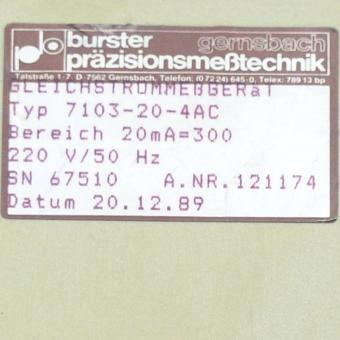 burster gernsbach
präzisionsmeßtechnik
Talstraße 1-7. D-7562 Gernsbach, Telefon: (07224) 645-0, Telex: 78913 bp
GLEICHSTROMMEßGERäT
Typ 7103-20-4AC
Bereich 20mA=300
220 V/50 Hz
SN 67510 A.NR.121174
Datum 20.12.89